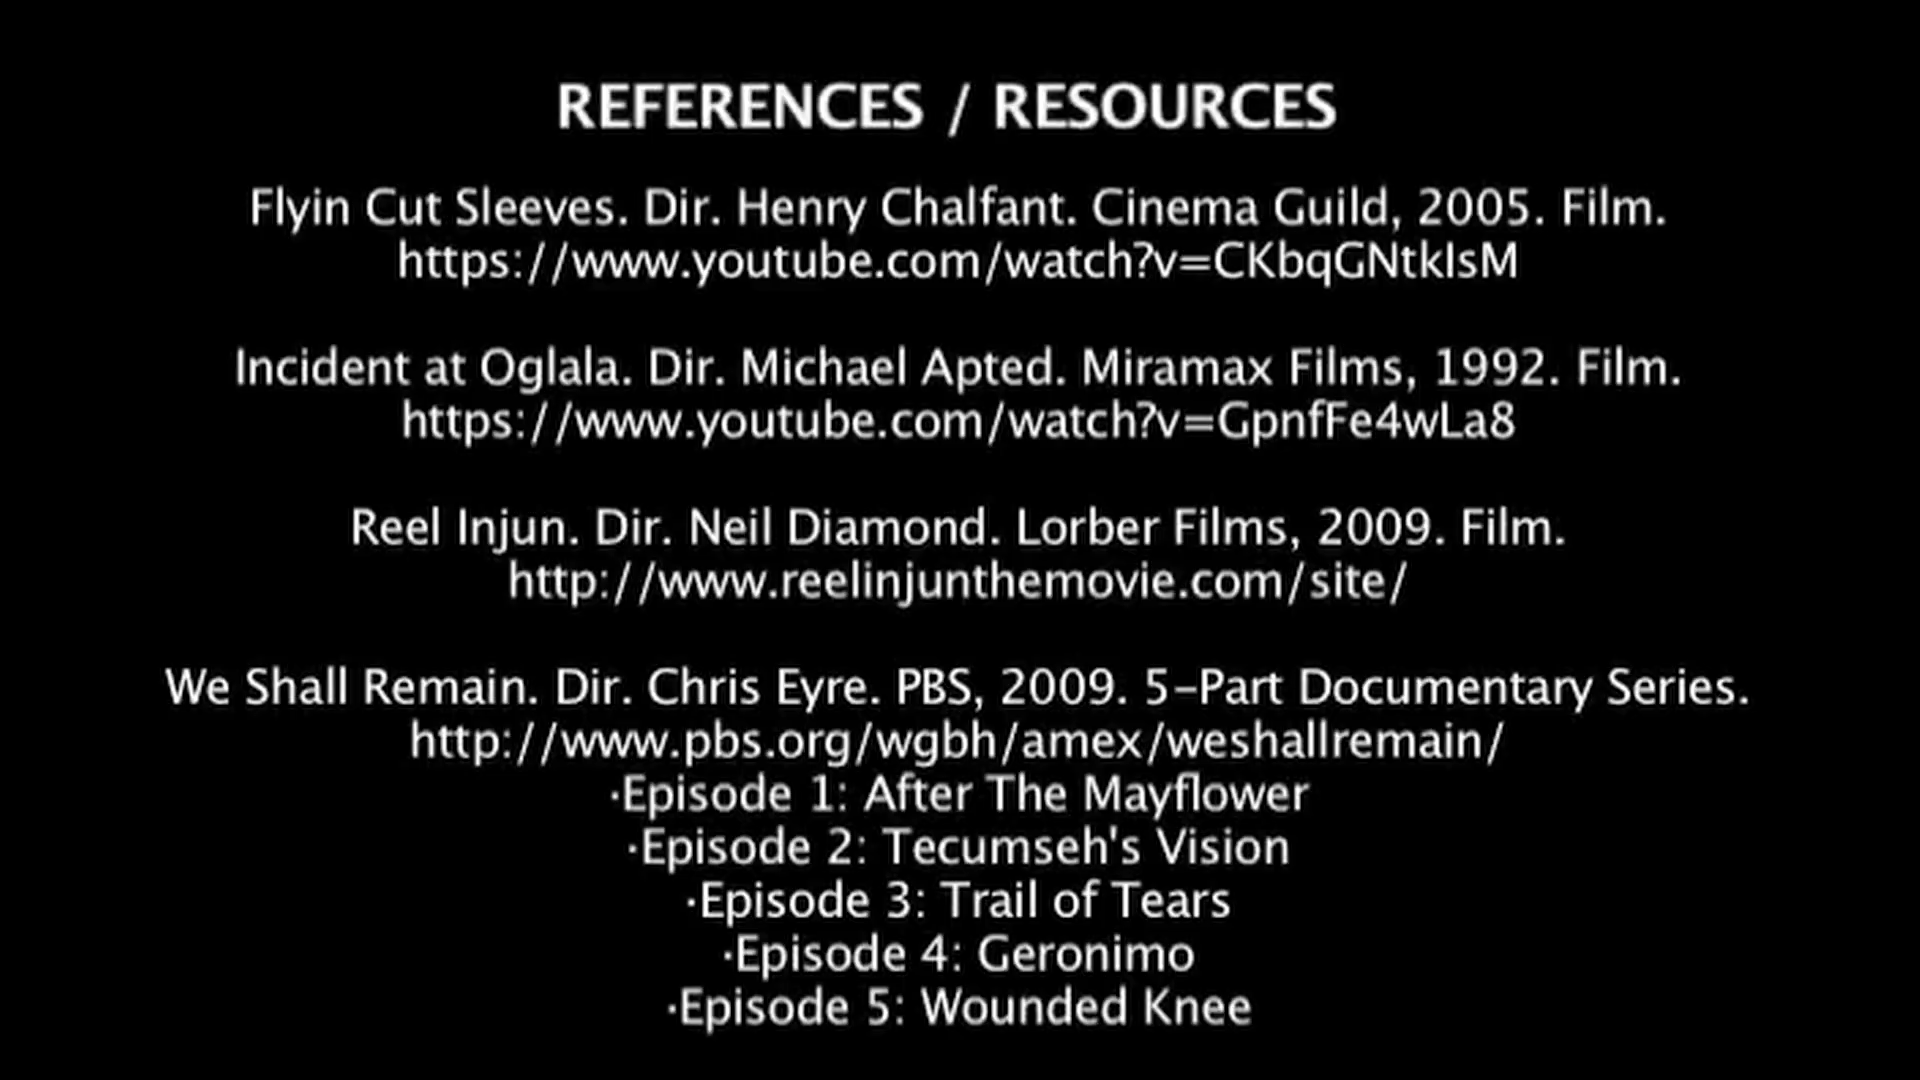 REFERENCES / RESOURCES
Flyin Cut Sleeves. Dir. Henry Chalfant. Cinema Guild, 2005. Film.
https://www.youtube.com/watch?v=CKbqGNtkIsM
Incident at Oglala. Dir. Michael Apted. Miramax Films, 1992. Film.
https://www.youtube.com/watch?v=GpnfFe4wLa8
Reel Injun. Dir. Neil Diamond. Lorber Films, 2009. Film.
http://www.reelinjunthemovie.com/site/
We Shall Remain. Dir. Chris Eyre. PBS, 2009. 5-Part Documentary Series.
http://www.pbs.org/wgbh/amex/weshallremain/
·Episode 1: After The Mayflower
·Episode 2: Tecumseh's Vision
·Episode 3: Trail of Tears
·Episode 4: Geronimo
·Episode 5: Wounded Knee